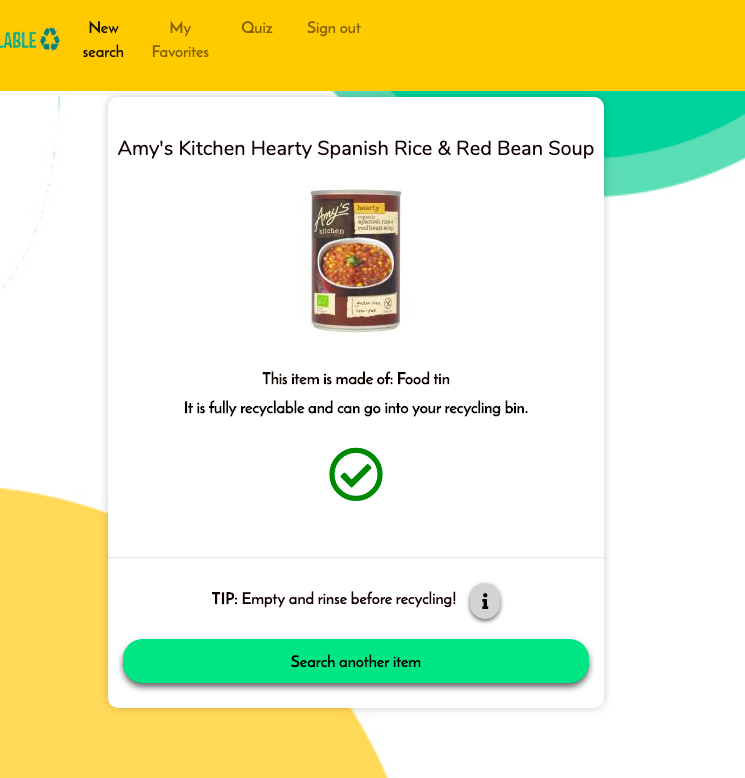 LABLE
New
search
My
Favorites
Quiz
Sign out
Amy's Kitchen Hearty Spanish Rice & Red Bean Soup
Amy's
kitchen
hearty
organic
spanish rice &
red bean soup
gluten free
low-fat
This item is made of: Food tin
It is fully recyclable and can go into your recycling bin.
TIP: Empty and rinse before recycling!
i
Search another item